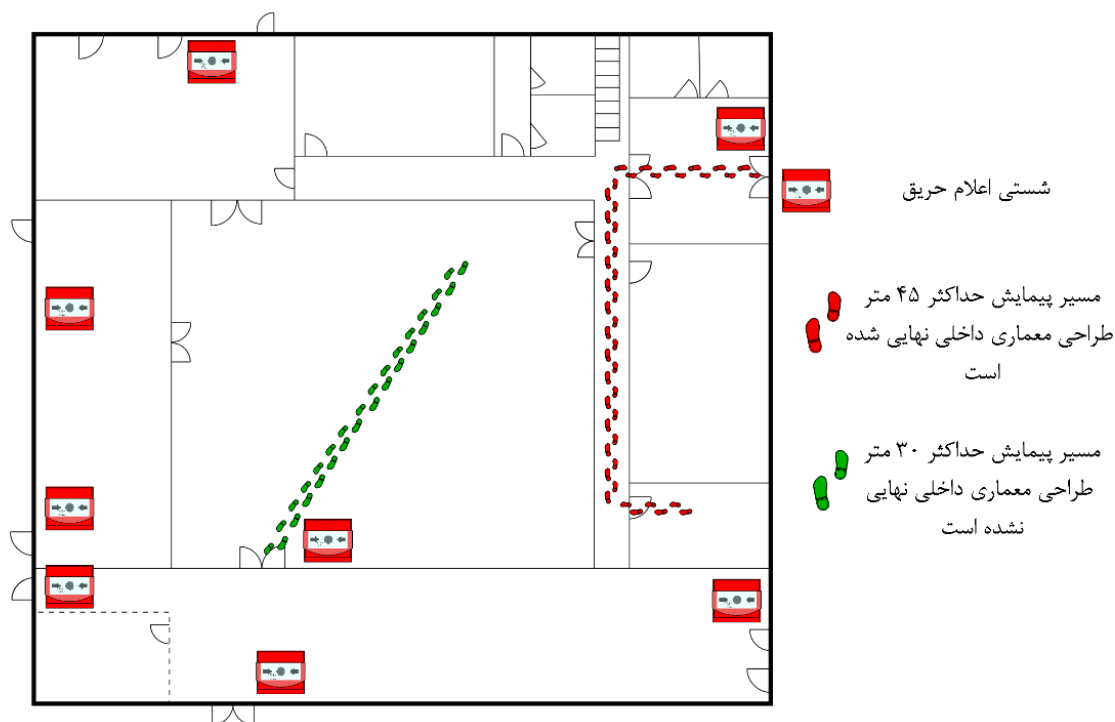 شستی اعلام حریق
مسیر پیمایش حداکثر ۴۵ متر
طراحی معماری داخلی نهایی شده
است
مسیر پیمایش حداکثر ۳۰ متر
طراحی معماری داخلی نهایی
نشده است